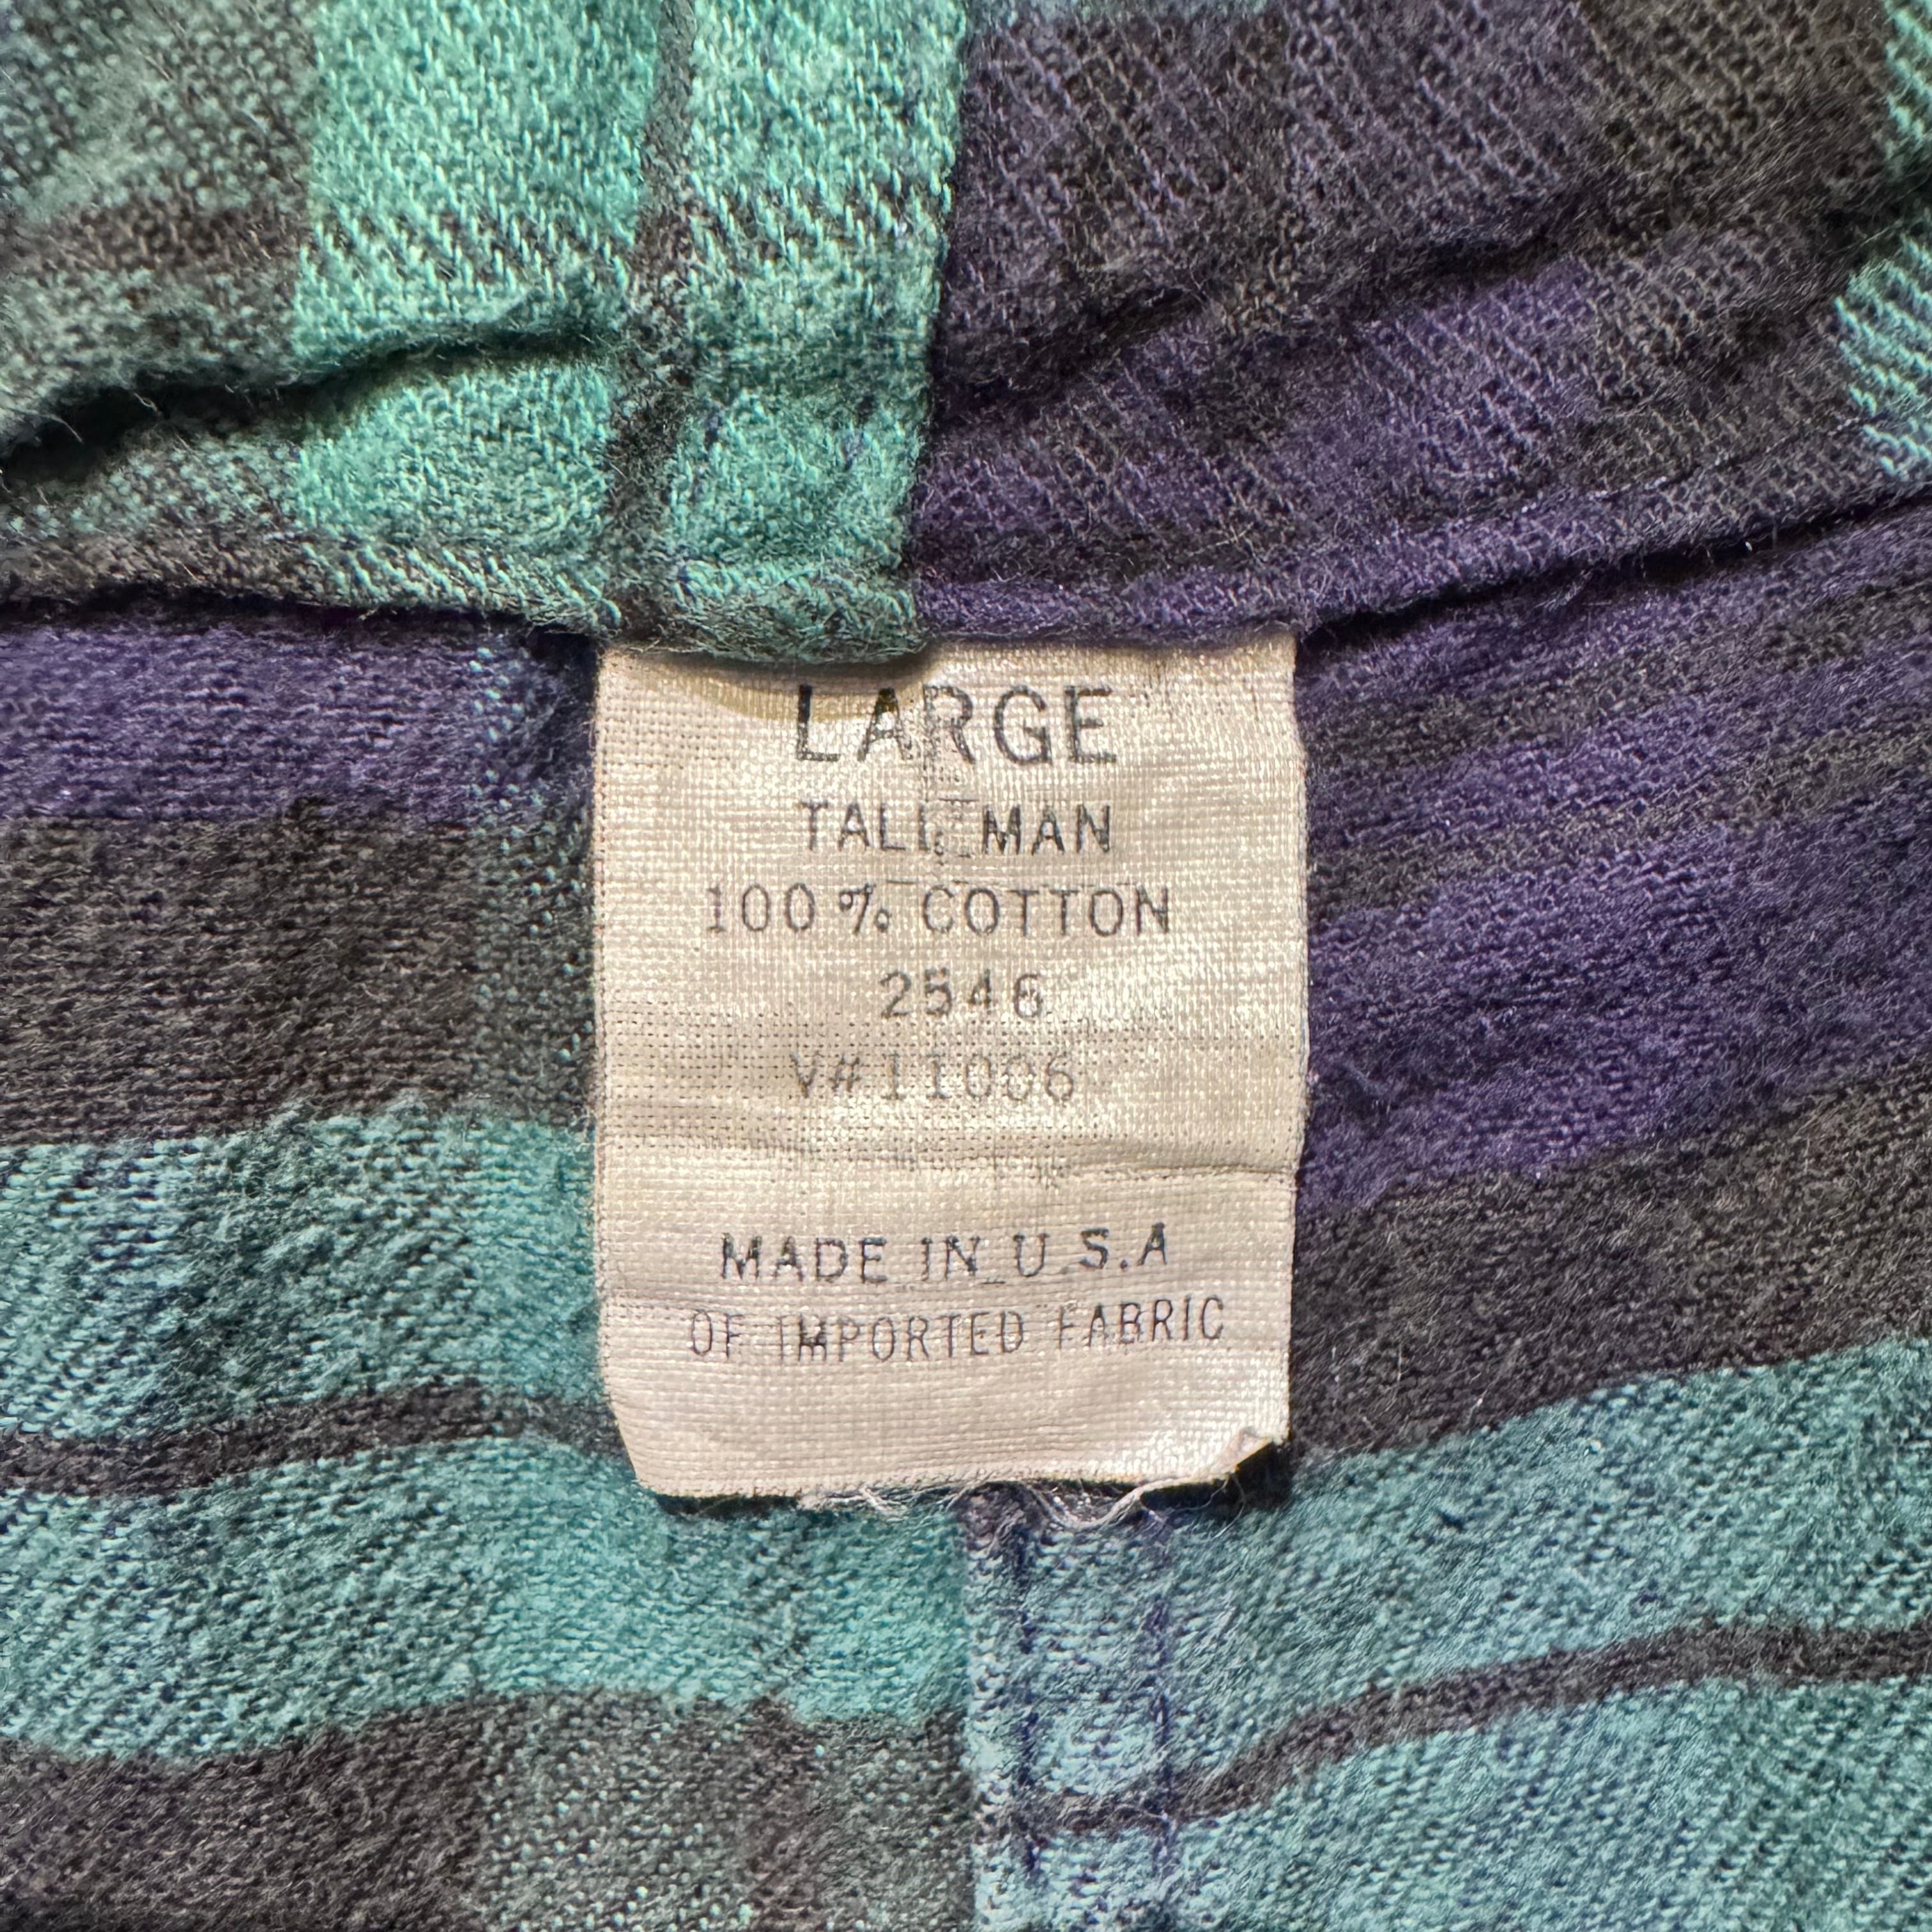 LARGE
TALL MAN
100% COTTON
2546
V#11006
MADE IN U.S.A
OF IMPORTED FABRIC